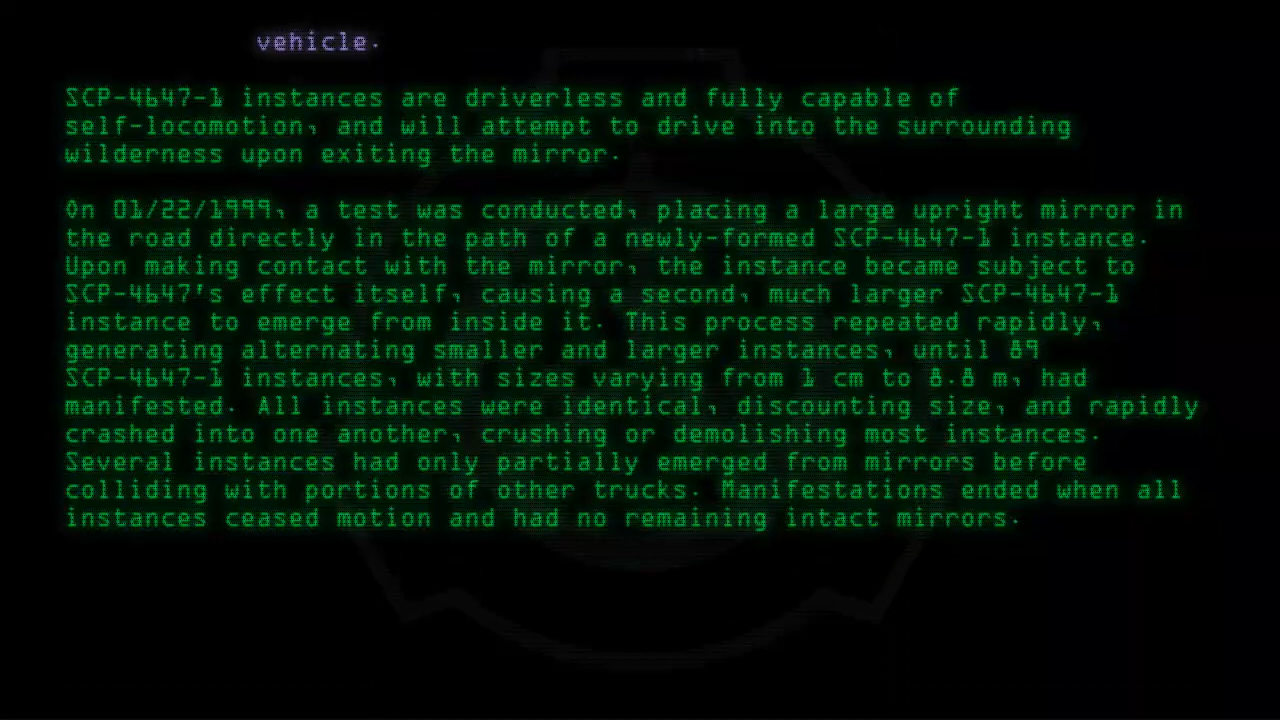 vehicle.
SCP-4647-1 instances are driverless and fully capable of
self-locomotion, and will attempt to drive into the surrounding
wilderness upon exiting the mirror.
On 01/22/1999, a test was conducted, placing a large upright mirror in
the road directly in the path of a newly-formed SCP-4647-1 instance.
Upon making contact with the mirror, the instance became subject to
SCP-4647's effect itself, causing a second, much larger SCP-4647-1
instance to emerge from inside it. This process repeated rapidly,
generating alternating smaller and larger instances, until 89
SCP-4647-1 instances, with sizes varying from 1 cm to 8.8 m, had
manifested. All instances were identical, discounting size, and rapidly
crashed into one another, crushing or demolishing most instances.
Several instances had only partially emerged from mirrors before
colliding with portions of other trucks. Manifestations ended when all
instances ceased motion and had no remaining intact mirrors.